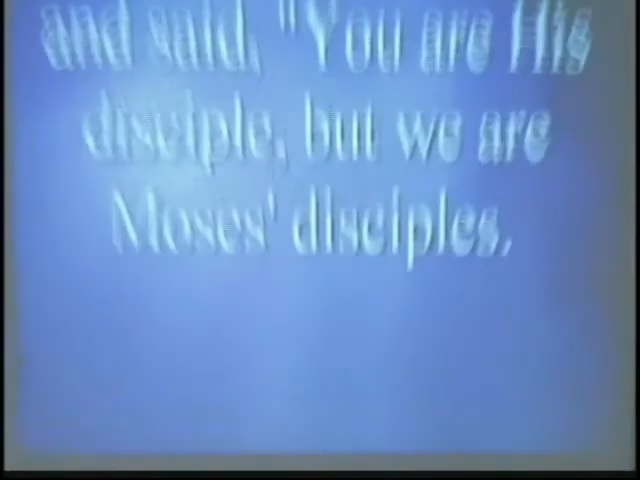 and said, "You are His
disciple, but we are
Moses' disciples.